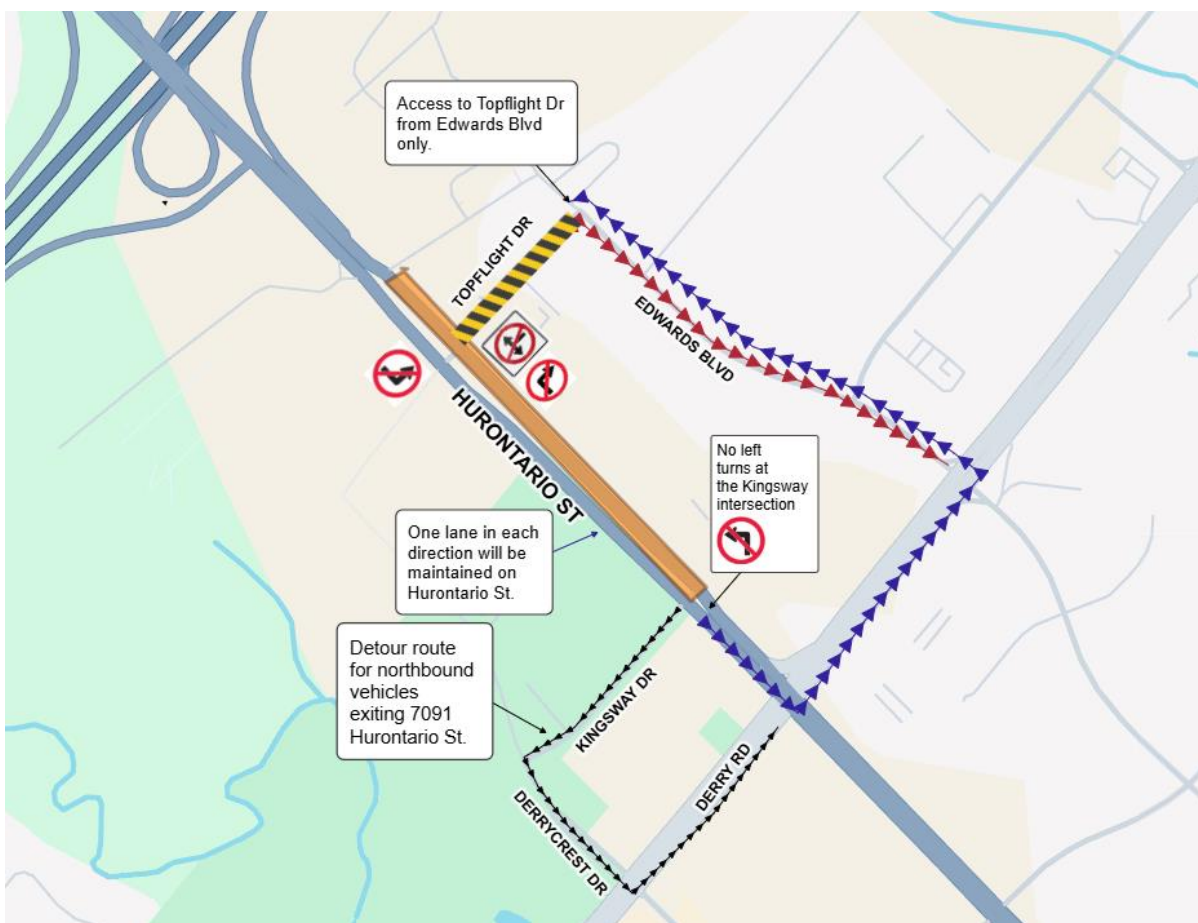 Access to Topflight Dr
from Edwards Blvd
only.
TOPFLIGHT DR
EDWARDS BLVD
HURONTARIO ST
No left
turns at
the Kingsway
intersection
One lane in each
direction will be
maintained on
Hurontario St.
Detour route
for northbound
vehicles
exiting 7091
Hurontario St.
KINGSWAY DR
DERRY RD
DERRYCREST DR